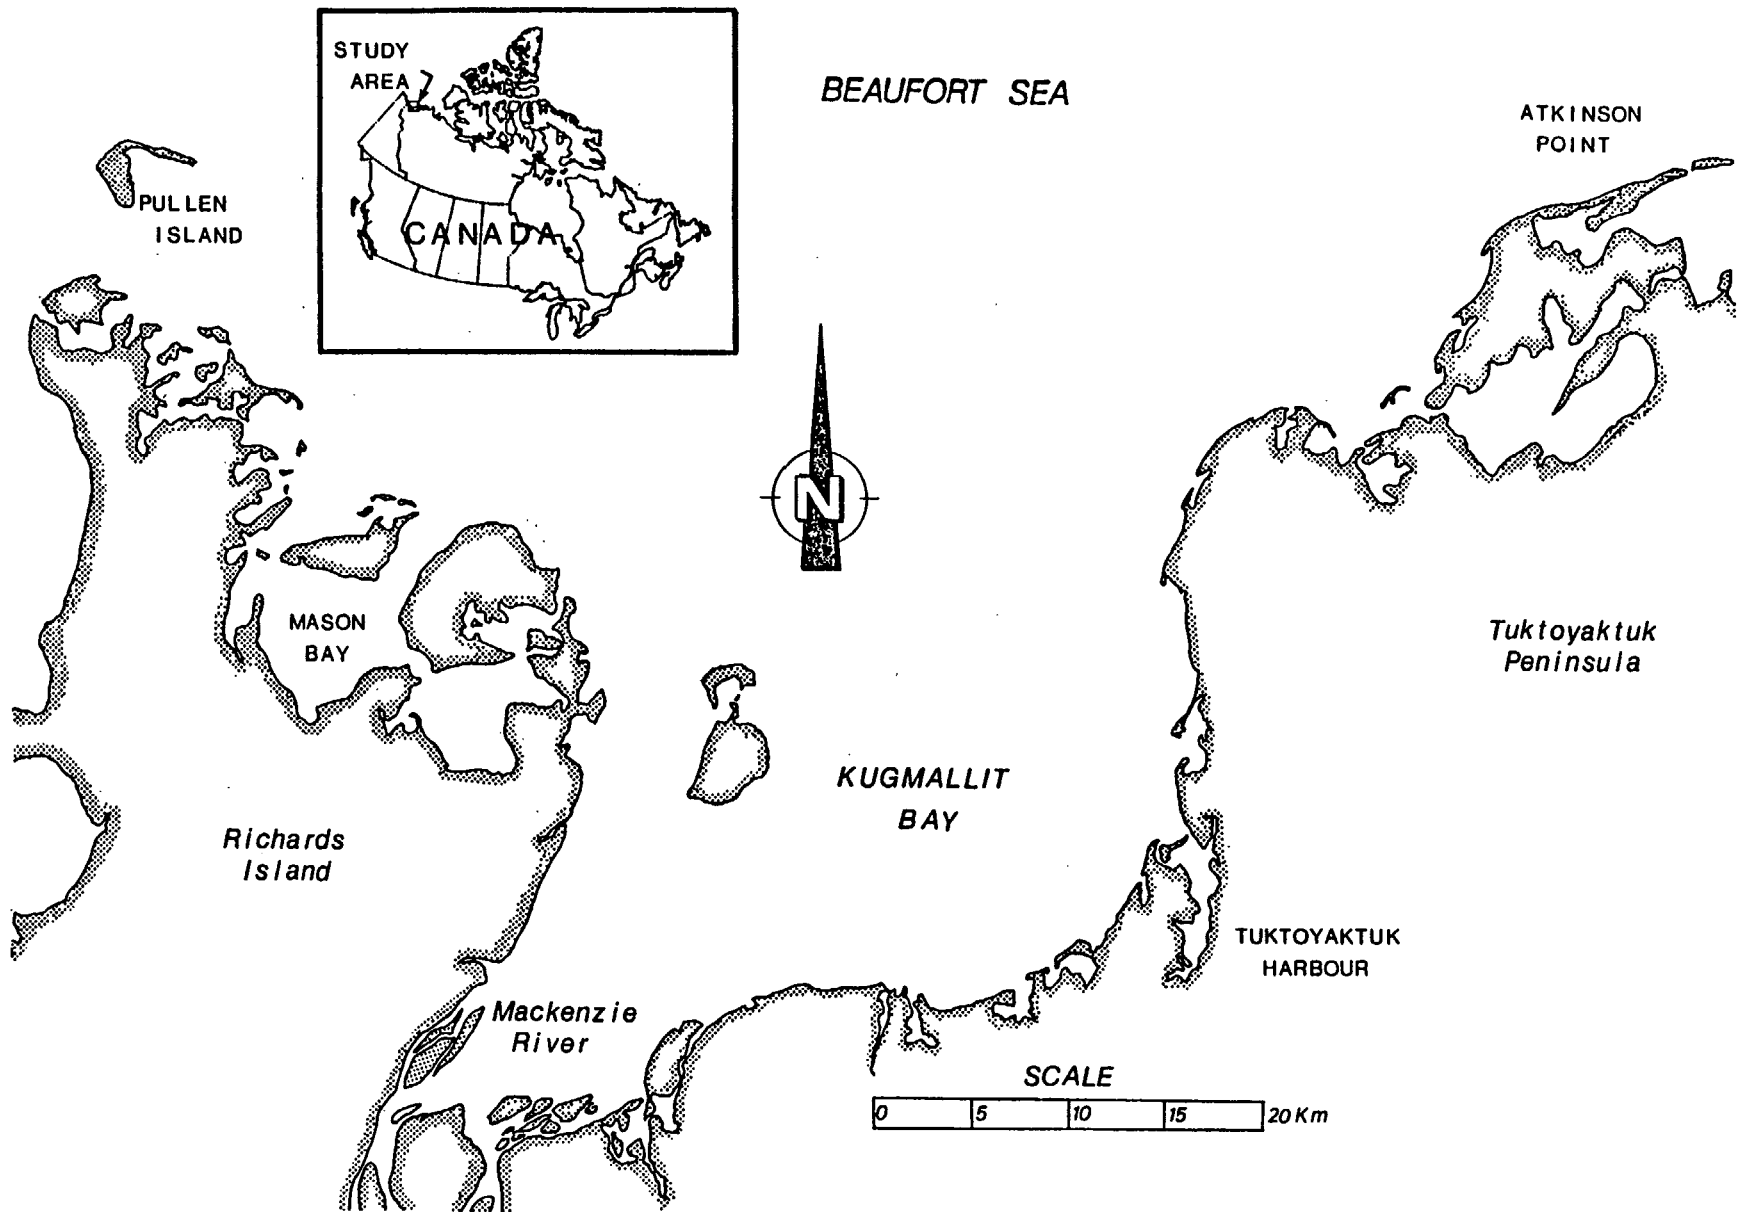 STUDY
AREA
CANADA
BEAUFORT SEA
ATKINSON
POINT
PULLEN
ISLAND
N
MASON
BAY
Tuktoyaktuk
Peninsula
KUGMALLIT
BAY
Richards
Island
TUKTOYAKTUK
HARBOUR
Mackenzie
River
SCALE
0 5 10 15 20 Km